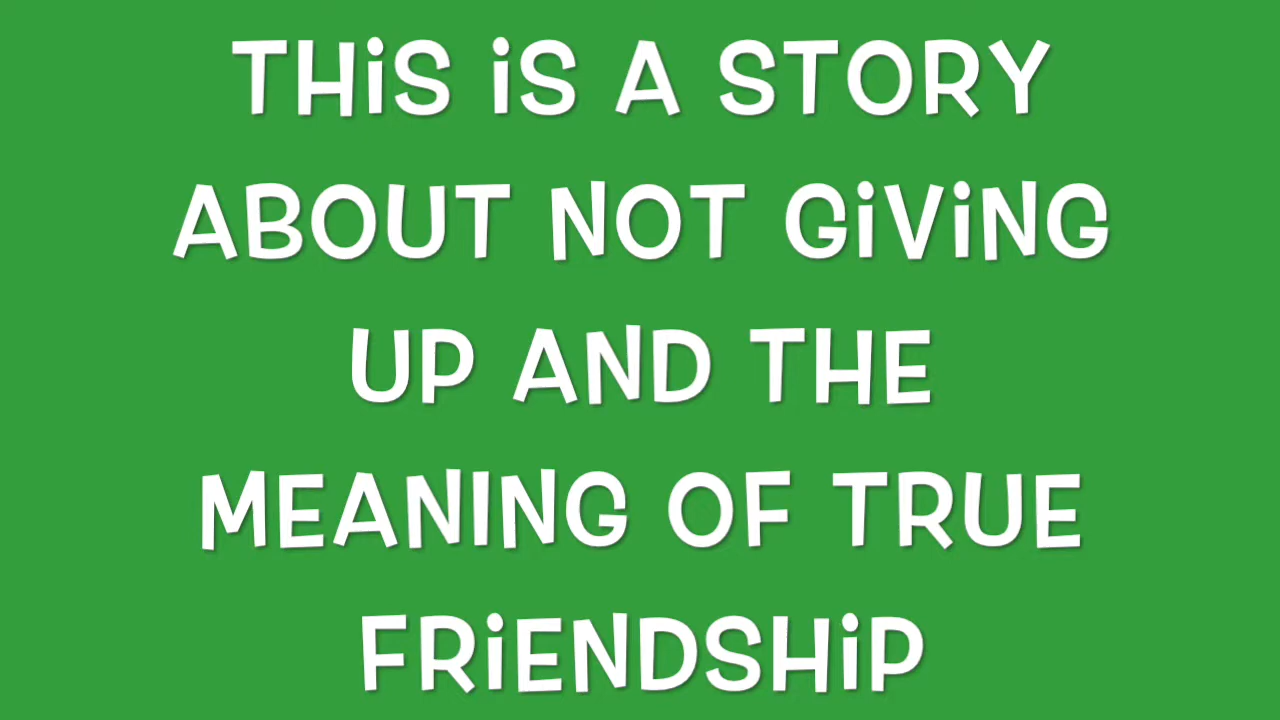 THiS iS A STORY
ABOUT NOT GiViNG
UP AND THE
MEANING OF TRUE
FRiENDSHiP